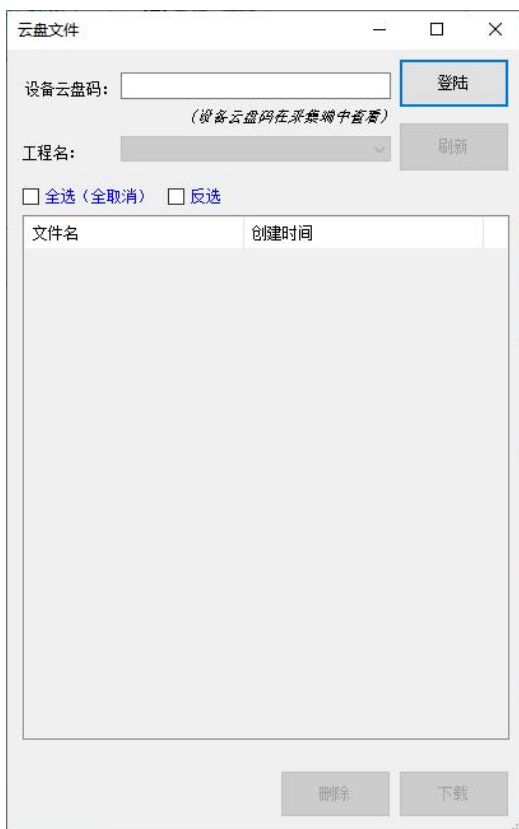 云盘文件
设备云盘码： 登陆
(设备云盘码在采集端中查看)
工程名： 刷新
全选（全取消） 反选
文件名 创建时间
删除 下载